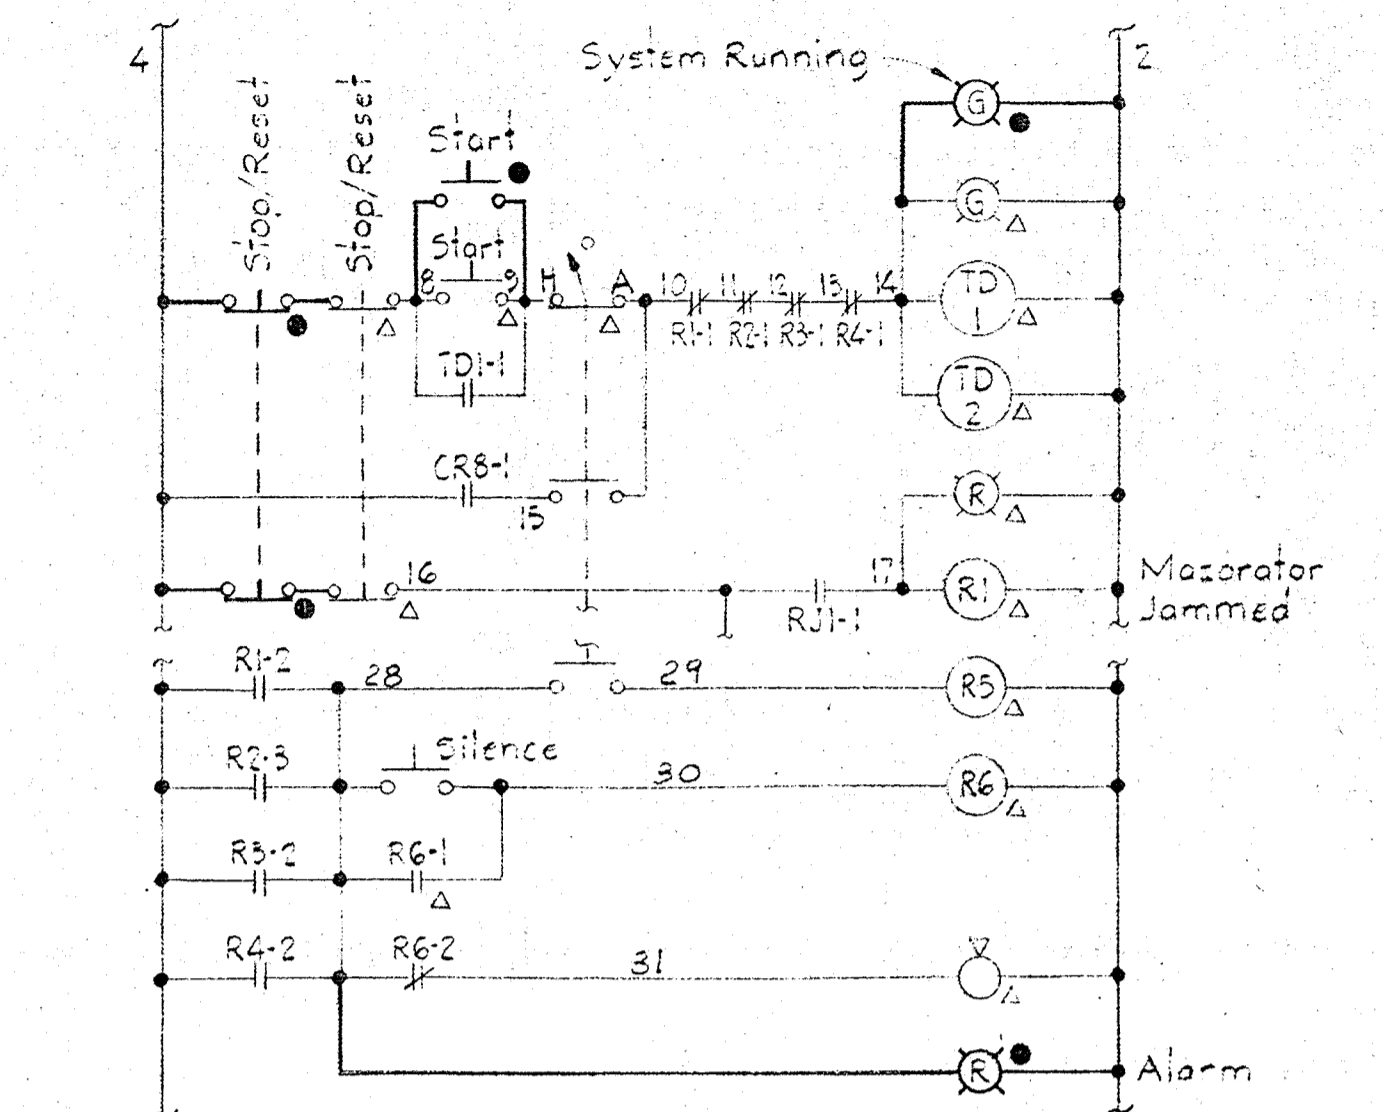 System Running
4
2
G
Stop/Reset
Stop/Reset
Start
G
Start
8
9
H
A
10
11
12
13
14
TD
1
R1-1
R2-1
R3-1
R4-1
TD1-1
TD
2
CR8-1
R
15
16
17
R1
Mazorator
Jammed
RJ1-1
R1-2
28
29
R5
Silence
R2-3
30
R6
R3-2
R6-1
R4-2
R6-2
31
R
Alarm